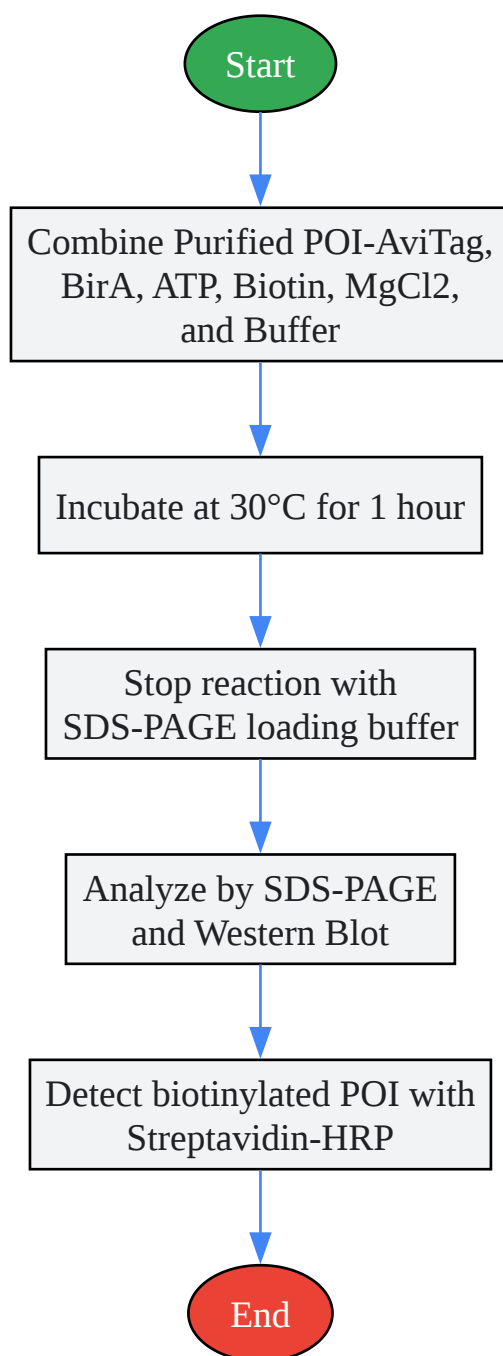 Start
Combine Purified POI-AviTag,
BirA, ATP, Biotin, MgCl2,
and Buffer
Incubate at 30°C for 1 hour
Stop reaction with
SDS-PAGE loading buffer
Analyze by SDS-PAGE
and Western Blot
Detect biotinylated POI with
Streptavidin-HRP
End